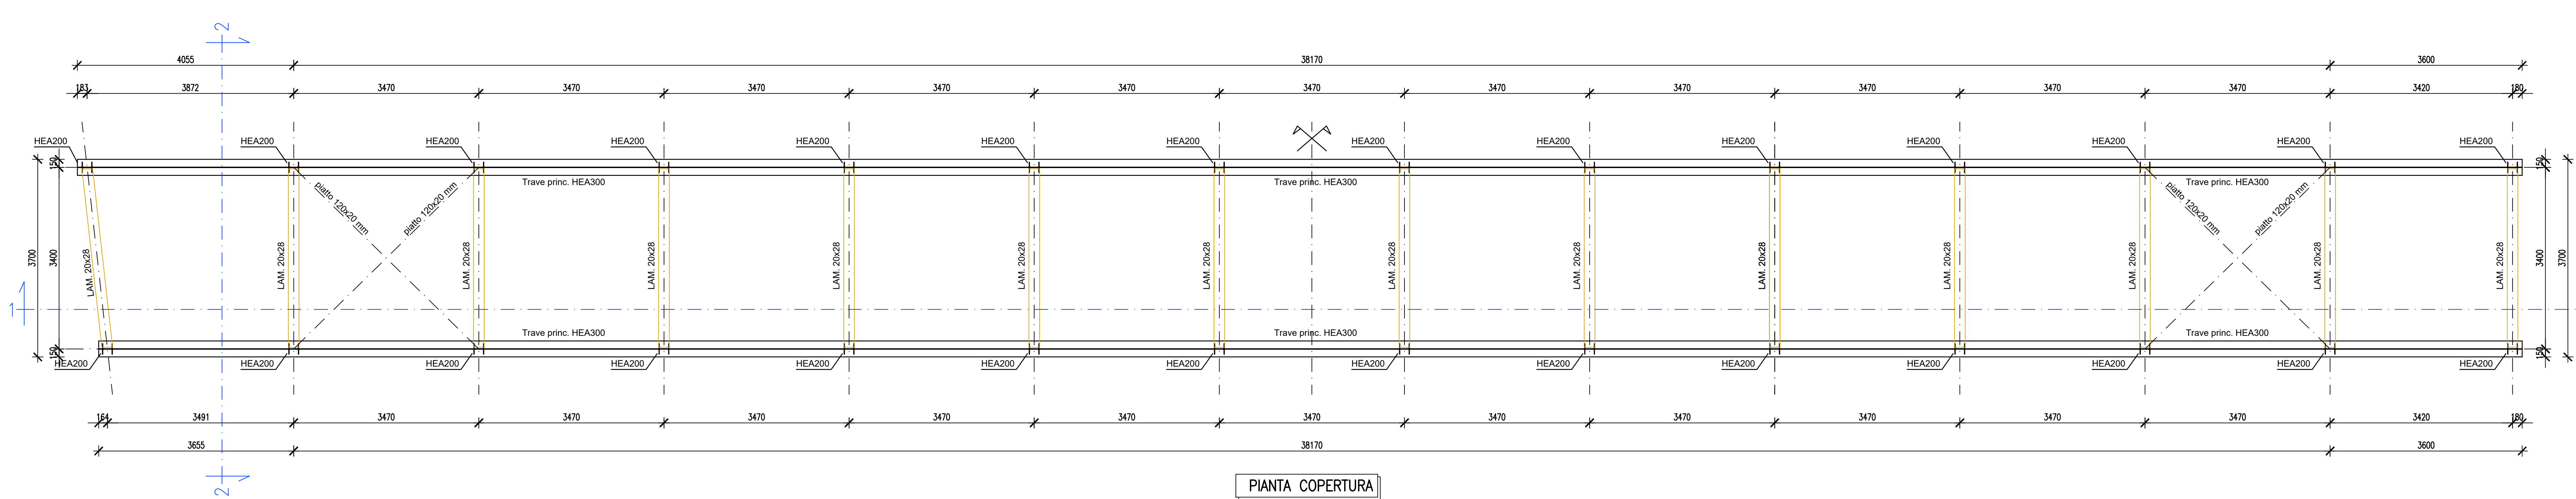 2
4055 38170 3600
183 3872 3470 3470 3470 3470 3470 3470 3470 3470 3470 3470 3470 3420 180
HEA200 HEA200 HEA200 HEA200 HEA200 HEA200 HEA200 HEA200 HEA200 HEA200 HEA200 HEA200 HEA200 HEA200
150 150
Trave princ. HEA300 Trave princ. HEA300 Trave princ. HEA300
piatto 120x20 mm piatto 120x20 mm piatto 120x20 mm piatto 120x20 mm
3700 3400 LAM. 20x28 LAM. 20x28 LAM. 20x28 LAM. 20x28 LAM. 20x28 LAM. 20x28 LAM. 20x28 LAM. 20x28 LAM. 20x28 LAM. 20x28 LAM. 20x28 LAM. 20x28 LAM. 20x28 LAM. 20x28 3400 3700
1
Trave princ. HEA300 Trave princ. HEA300 Trave princ. HEA300
150 150
HEA200 HEA200 HEA200 HEA200 HEA200 HEA200 HEA200 HEA200 HEA200 HEA200 HEA200 HEA200 HEA200 HEA200
164 3491 3470 3470 3470 3470 3470 3470 3470 3470 3470 3470 3470 3420 180
3655 38170 3600
2
PIANTA COPERTURA